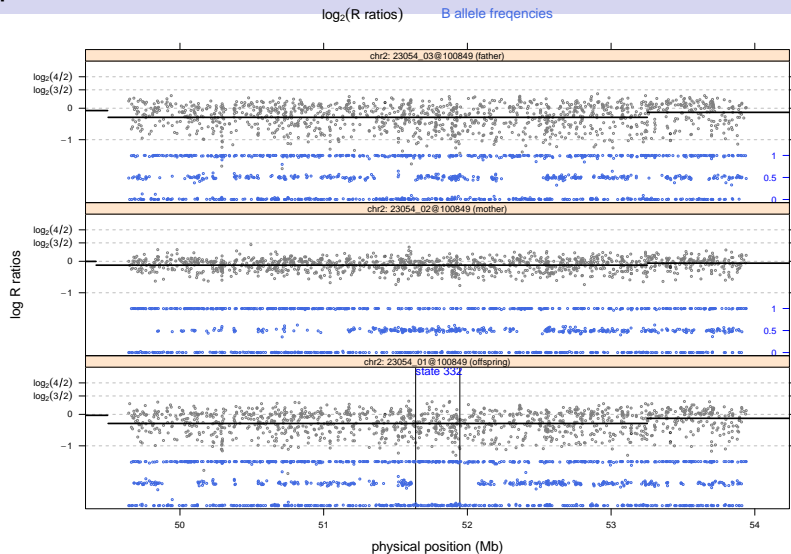 log₂(R ratios) B allele freqencies
chr2: 23054_03@100849 (father)
log₂(4/2)
log₂(3/2)
0
−1
1
0.5
0
chr2: 23054_02@100849 (mother)
log₂(4/2)
log₂(3/2)
0
−1
1
0.5
0
chr2: 23054_01@100849 (offspring)
state 332
log₂(4/2)
log₂(3/2)
0
−1
log R ratios
50 51 52 53 54
physical position (Mb)